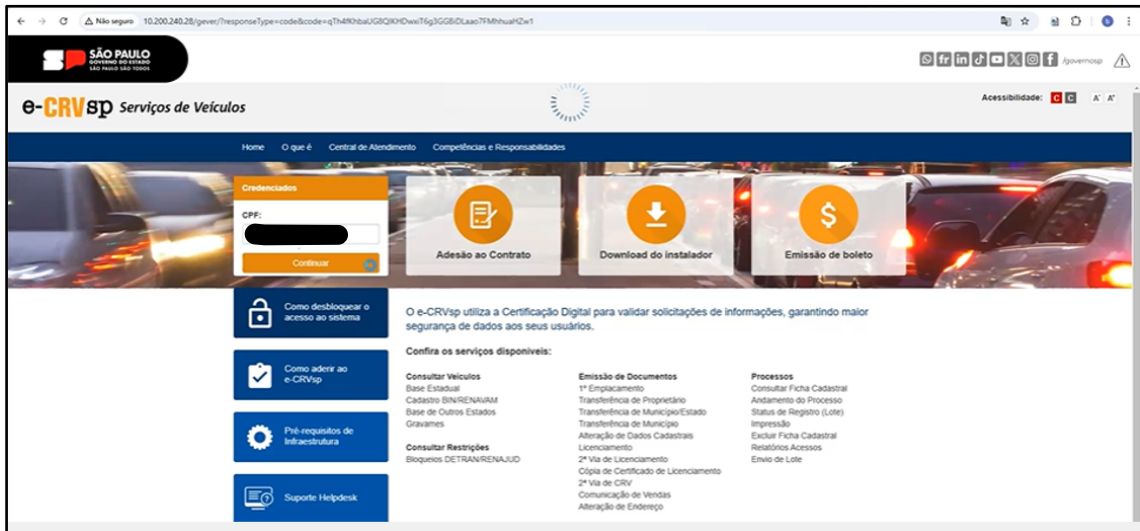 Não seguro 10.200.240.28/gever/?responseType=code&code=
SÃO PAULO
GOVERNO DO ESTADO
SÃO PAULO SÃO TODOS
/governosp
e-CRVsp Serviços de Veículos
Acessibilidade: C C A- A+
Home O que é Central de Atendimento Competências e Responsabilidades
Credenciados
CPF:
Continuar
Adesão ao Contrato
Download do instalador
Emissão de boleto
Como desbloquear o
acesso ao sistema
Como aderir ao
e-CRVsp
Pré-requisitos de
Infraestrutura
Suporte Helpdesk
O e-CRVsp utiliza a Certificação Digital para validar solicitações de informações, garantindo maior
segurança de dados aos seus usuários.
Confira os serviços disponíveis:
Consultar Veículos
Base Estadual
Cadastro BIN/RENAVAM
Base de Outros Estados
Gravames
Consultar Restrições
Bloqueios DETRAN/RENAJUD
Emissão de Documentos
1º Emplacamento
Transferência de Proprietário
Transferência de Município/Estado
Transferência de Município
Alteração de Dados Cadastrais
Licenciamento
2ª Via de Licenciamento
Cópia de Certificado de Licenciamento
2ª Via de CRV
Comunicação de Vendas
Alteração de Endereço
Processos
Consultar Ficha Cadastral
Andamento do Processo
Status de Registro (Lote)
Impressão
Excluir Ficha Cadastral
Relatórios Acessos
Envio de Lote